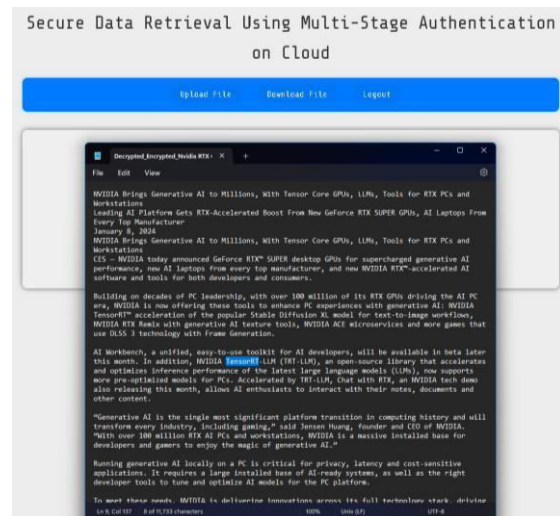 Secure Data Retrieval Using Multi-Stage Authentication
on Cloud
Upload File Download File Logout
Decrypted_Encrypted_Nvidia RTX
File Edit View
NVIDIA Brings Generative AI to Millions, With Tensor Core GPUs, LLMs, Tools for RTX PCs and
Workstations
Leading AI Platform Gets RTX-Accelerated Boost From New GeForce RTX SUPER GPUs, AI Laptops From
Every Top Manufacturer
January 8, 2024
NVIDIA Brings Generative AI to Millions, With Tensor Core GPUs, LLMs, Tools for RTX PCs and
Workstations
CES — NVIDIA today announced GeForce RTX™ SUPER desktop GPUs for supercharged generative AI
performance, new AI laptops from every top manufacturer, and new NVIDIA RTX™-accelerated AI
software and tools for both developers and consumers.
Building on decades of PC leadership, with over 100 million of its RTX GPUs driving the AI PC
era, NVIDIA is now offering these tools to enhance PC experiences with generative AI: NVIDIA
TensorRT™ acceleration of the popular Stable Diffusion XL model for text-to-image workflows,
NVIDIA RTX Remix with generative AI texture tools, NVIDIA ACE microservices and more games that
use DLSS 3 technology with Frame Generation.
AI Workbench, a unified, easy-to-use toolkit for AI developers, will be available in beta later
this month. In addition, NVIDIA TensorRT-LLM (TRT-LLM), an open-source library that accelerates
and optimizes inference performance of the latest large language models (LLMs), now supports
more pre-optimized models for PCs. Accelerated by TRT-LLM, Chat with RTX, an NVIDIA tech demo
also releasing this month, allows AI enthusiasts to interact with their notes, documents and
other content.
“Generative AI is the single most significant platform transition in computing history and will
transform every industry, including gaming,” said Jensen Huang, founder and CEO of NVIDIA.
“With over 100 million RTX AI PCs and workstations, NVIDIA is a massive installed base for
developers and gamers to enjoy the magic of generative AI.”
Running generative AI locally on a PC is critical for privacy, latency and cost-sensitive
applications. It requires a large installed base of AI-ready systems, as well as the right
developer tools to tune and optimize AI models for the PC platform.
To meet these needs, NVIDIA is delivering innovations across its full technology stack, driving
Ln 9, Col 137 8 of 11,733 characters 100% Unix (LF) UTF-8